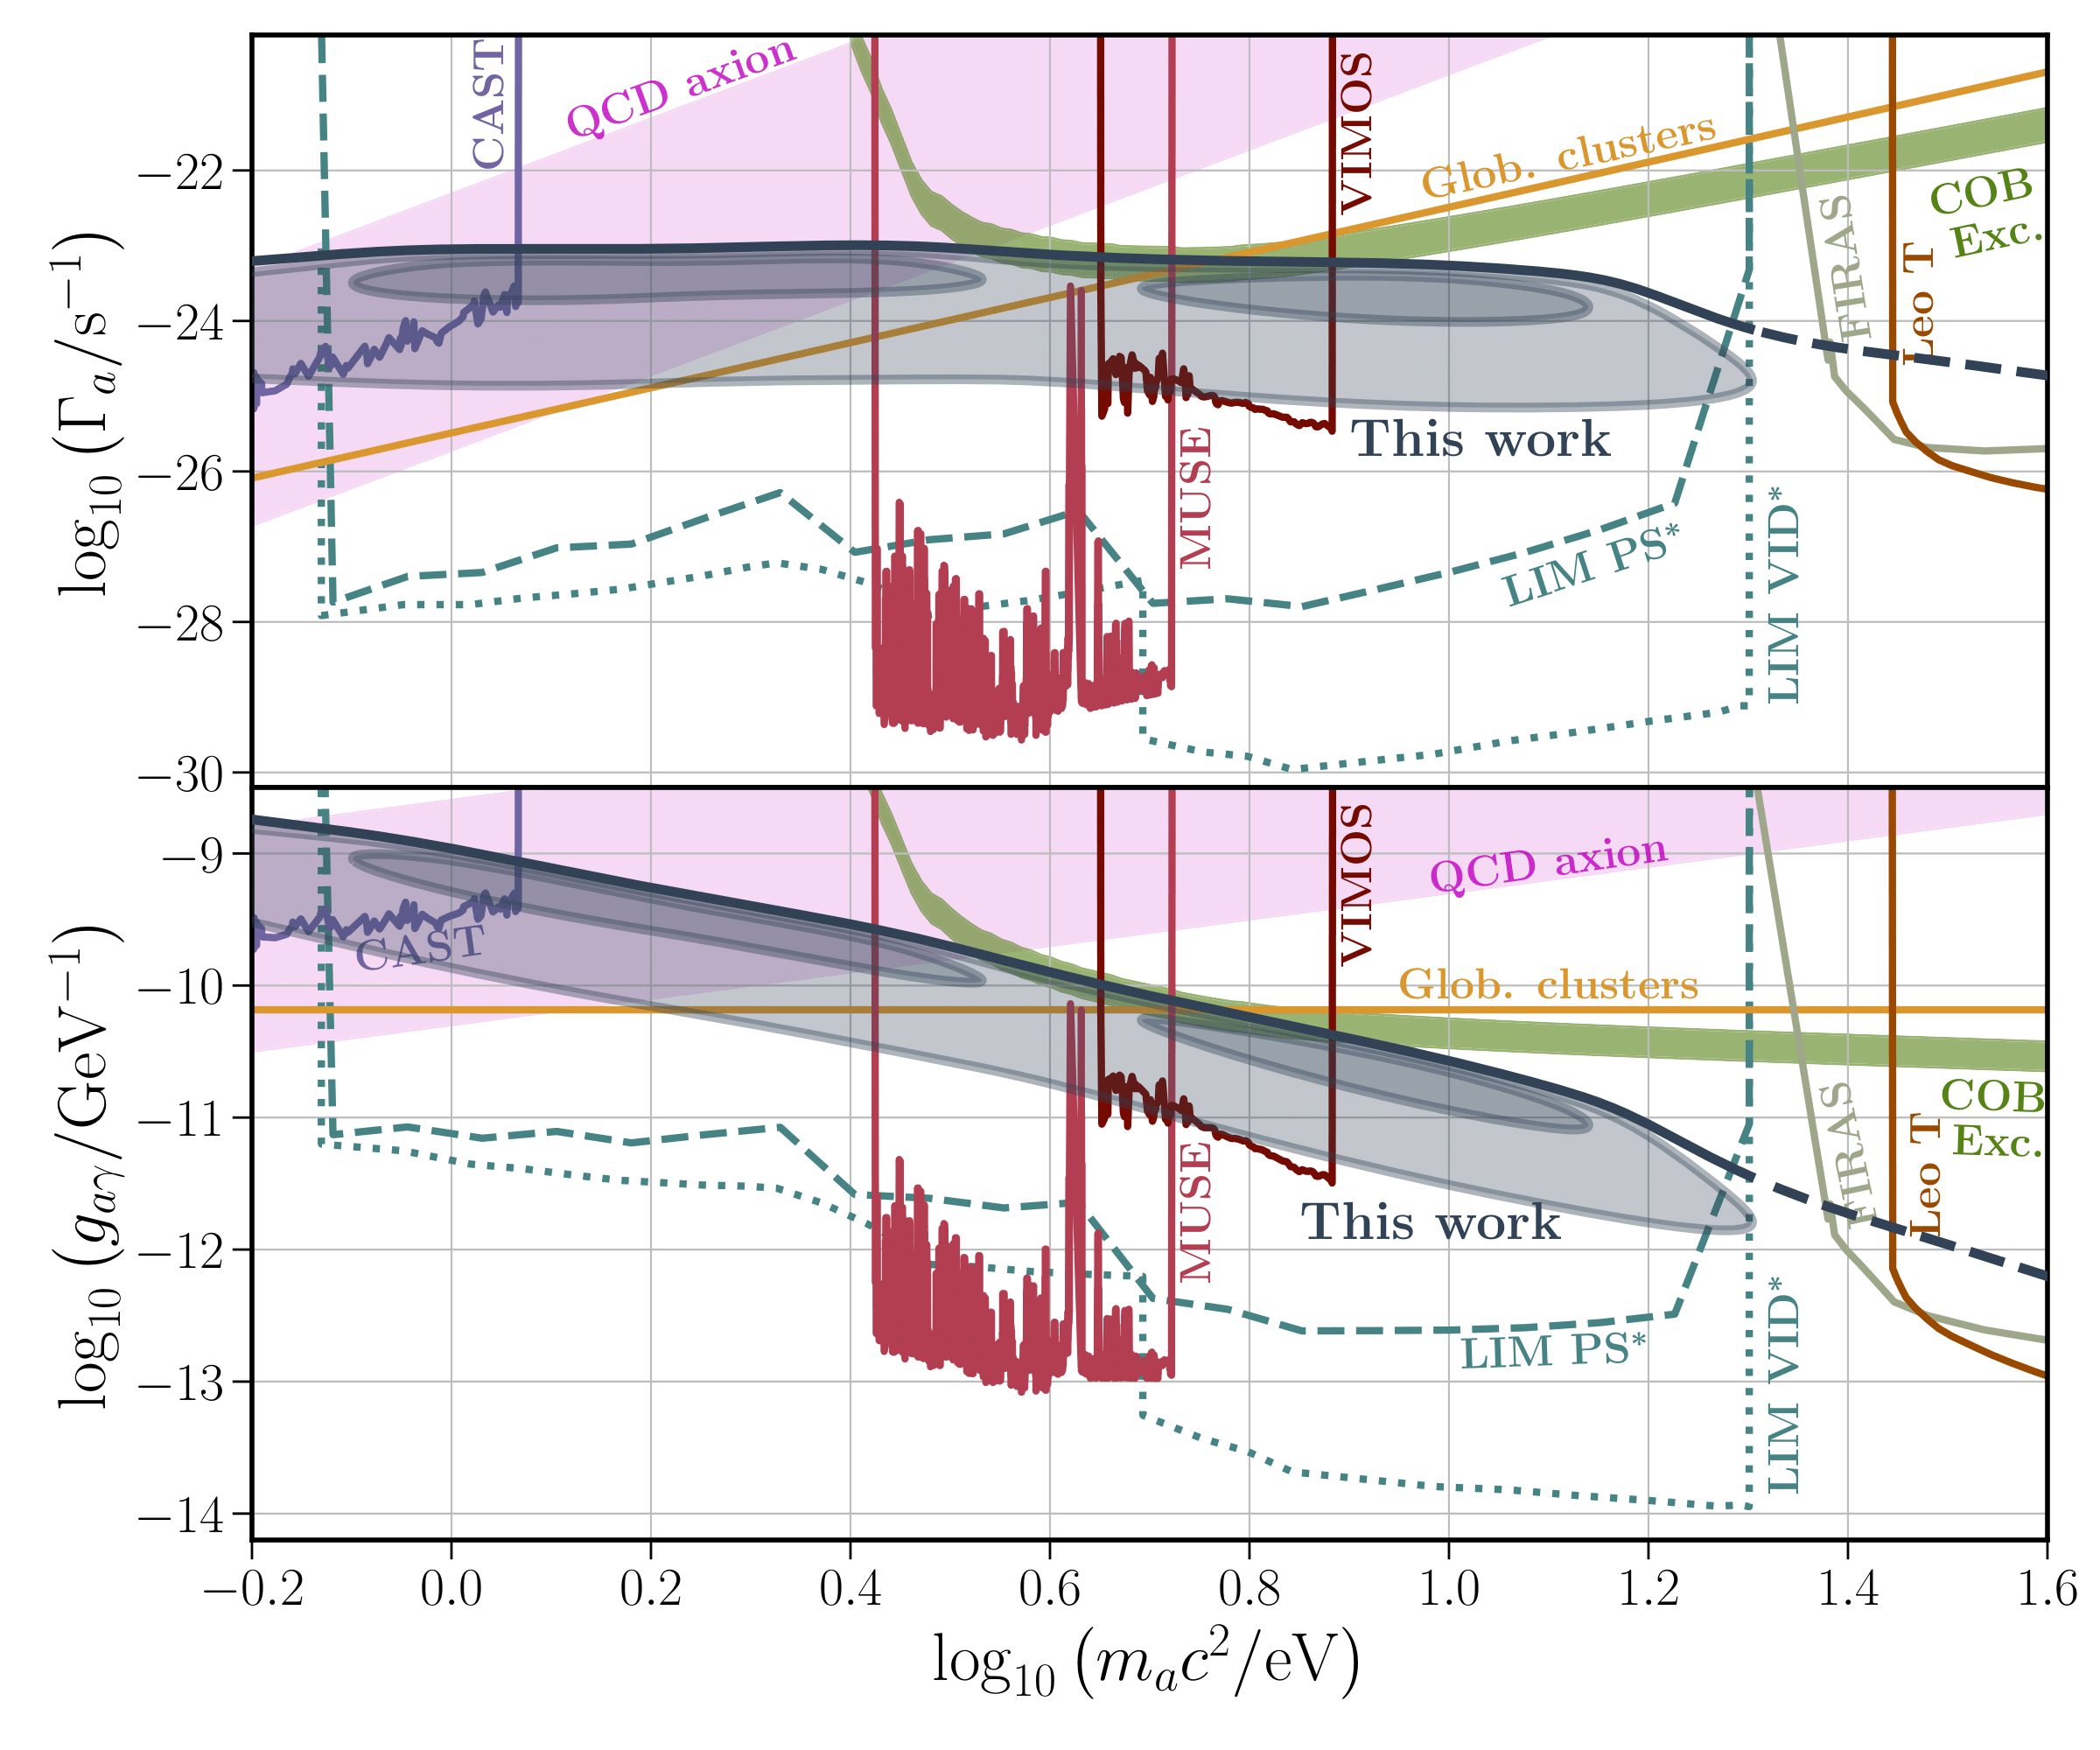 CAST
QCD axion
VIMOS
Glob. clusters
COB
Exc.
FIRAS
Leo T
This work
MUSE
LIM PS*
LIM VID*
−22
−24
−26
−28
−30
log₁₀ (Γₐ/s⁻¹)
VIMOS
QCD axion
CAST
Glob. clusters
COB
Exc.
FIRAS
Leo T
This work
MUSE
LIM PS*
LIM VID*
−9
−10
−11
−12
−13
−14
log₁₀ (gₐᵧ/GeV⁻¹)
−0.2 0.0 0.2 0.4 0.6 0.8 1.0 1.2 1.4 1.6
log₁₀ (mₐc²/eV)